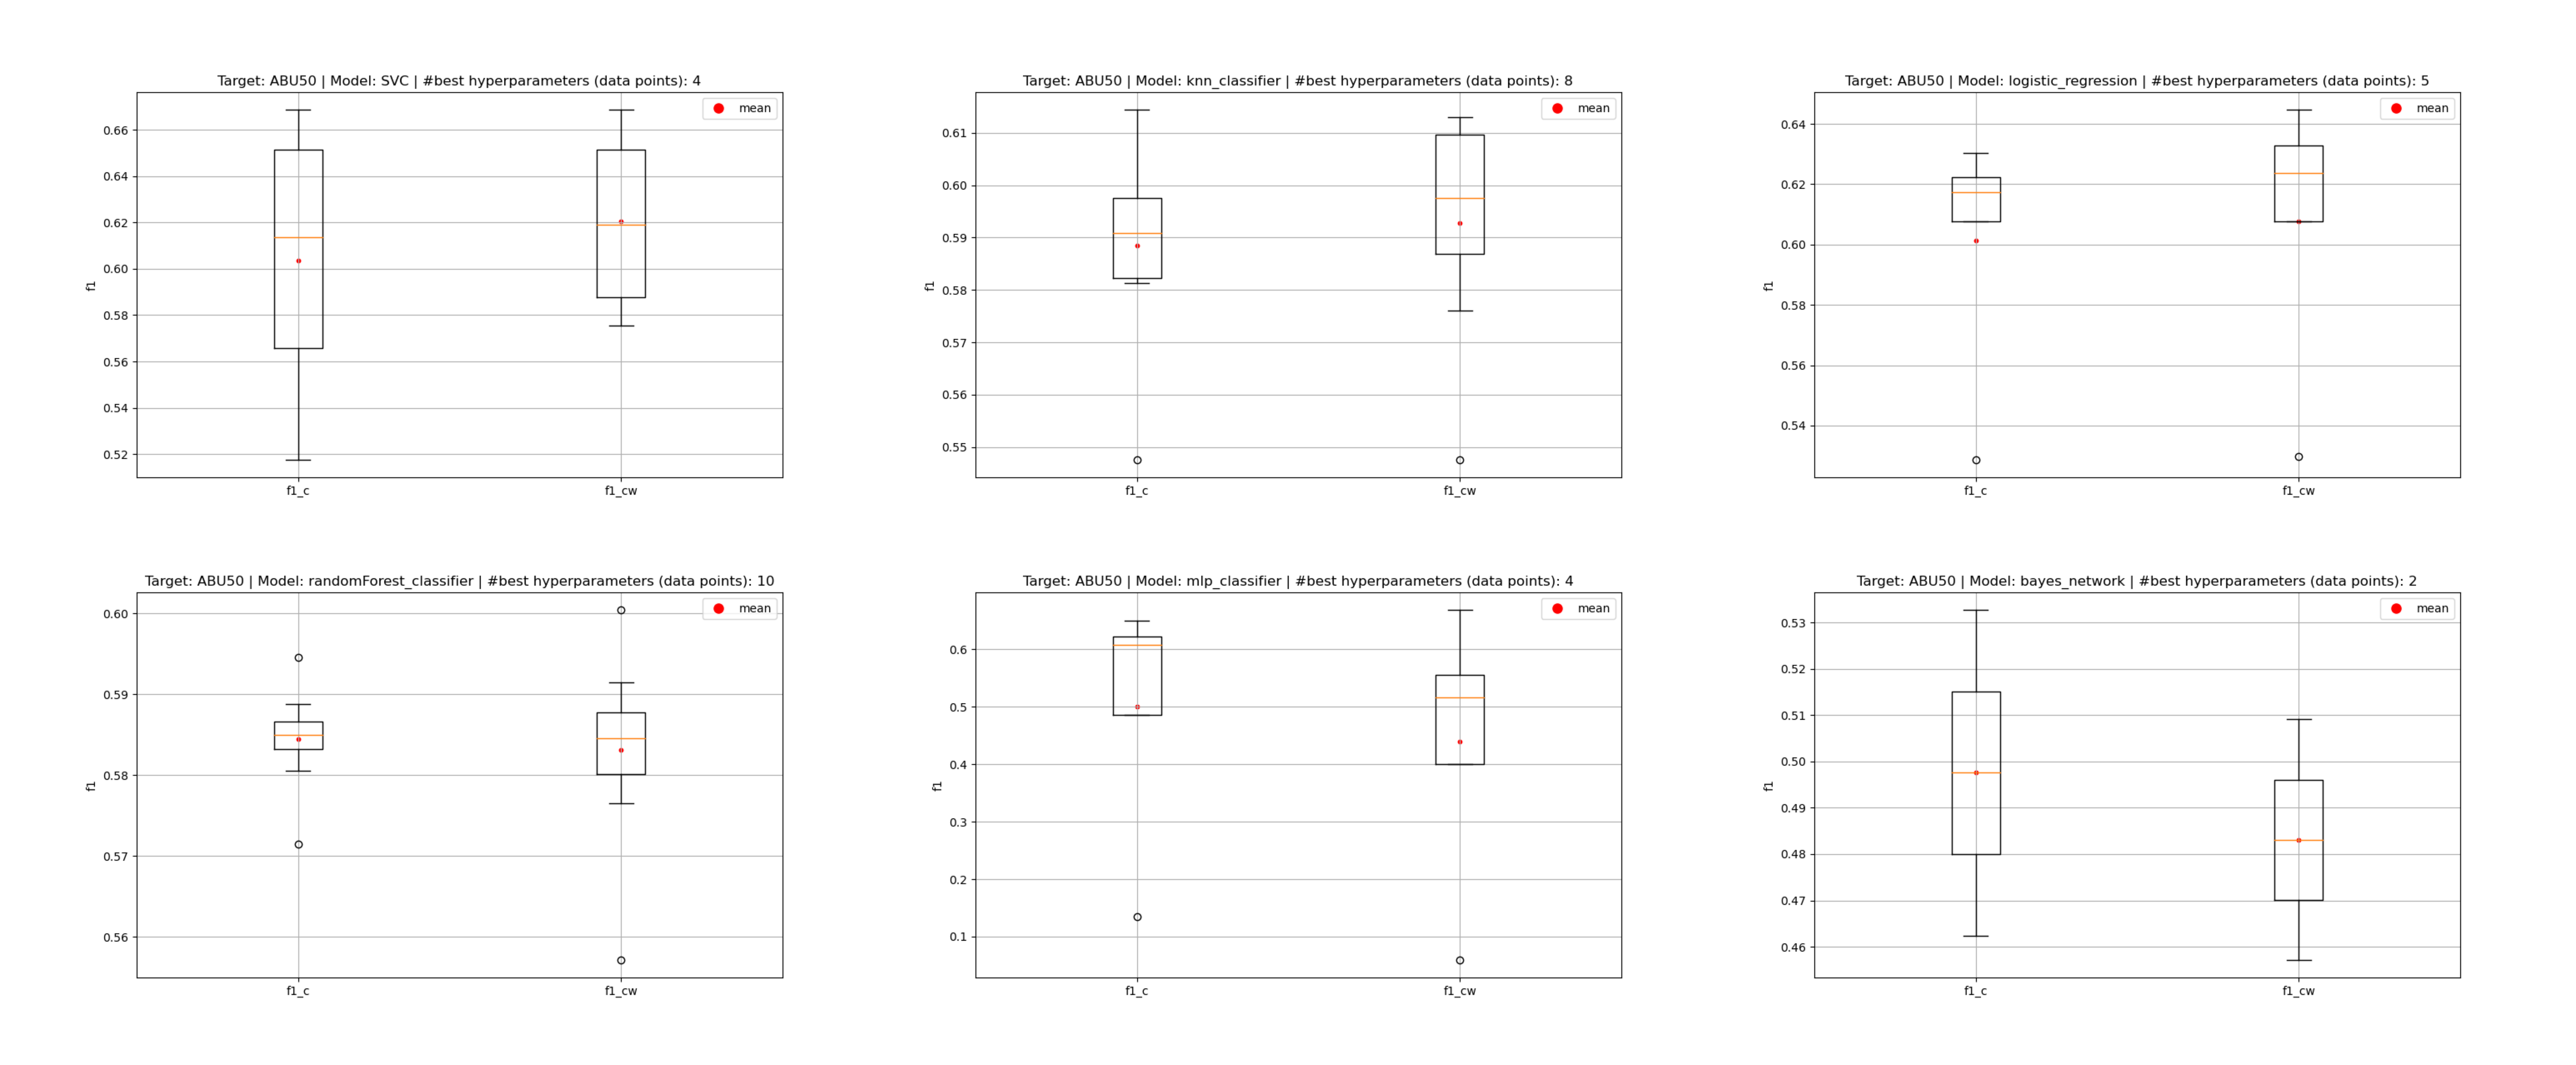 Target: ABU50 | Model: SVC | #best hyperparameters (data points): 4
mean
0.66
0.64
0.62
0.60
0.58
0.56
0.54
0.52
f1
f1_c
f1_cw
Target: ABU50 | Model: knn_classifier | #best hyperparameters (data points): 8
mean
0.61
0.60
0.59
0.58
0.57
0.56
0.55
f1
f1_c
f1_cw
Target: ABU50 | Model: logistic_regression | #best hyperparameters (data points): 5
mean
0.64
0.62
0.60
0.58
0.56
0.54
f1
f1_c
f1_cw
Target: ABU50 | Model: randomForest_classifier | #best hyperparameters (data points): 10
mean
0.60
0.59
0.58
0.57
0.56
f1
f1_c
f1_cw
Target: ABU50 | Model: mlp_classifier | #best hyperparameters (data points): 4
mean
0.6
0.5
0.4
0.3
0.2
0.1
f1
f1_c
f1_cw
Target: ABU50 | Model: bayes_network | #best hyperparameters (data points): 2
mean
0.53
0.52
0.51
0.50
0.49
0.48
0.47
0.46
f1
f1_c
f1_cw